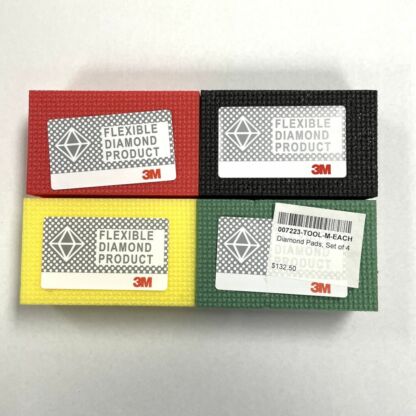 FLEXIBLE
DIAMOND
PRODUCT
3M
FLEXIBLE
DIAMOND
PRODUCT
3M
FLEXIBLE
DIAMOND
PRODUCT
3M
007223-TOOL-M-EACH
Diamond Pads, Set of 4
$132.50
3M